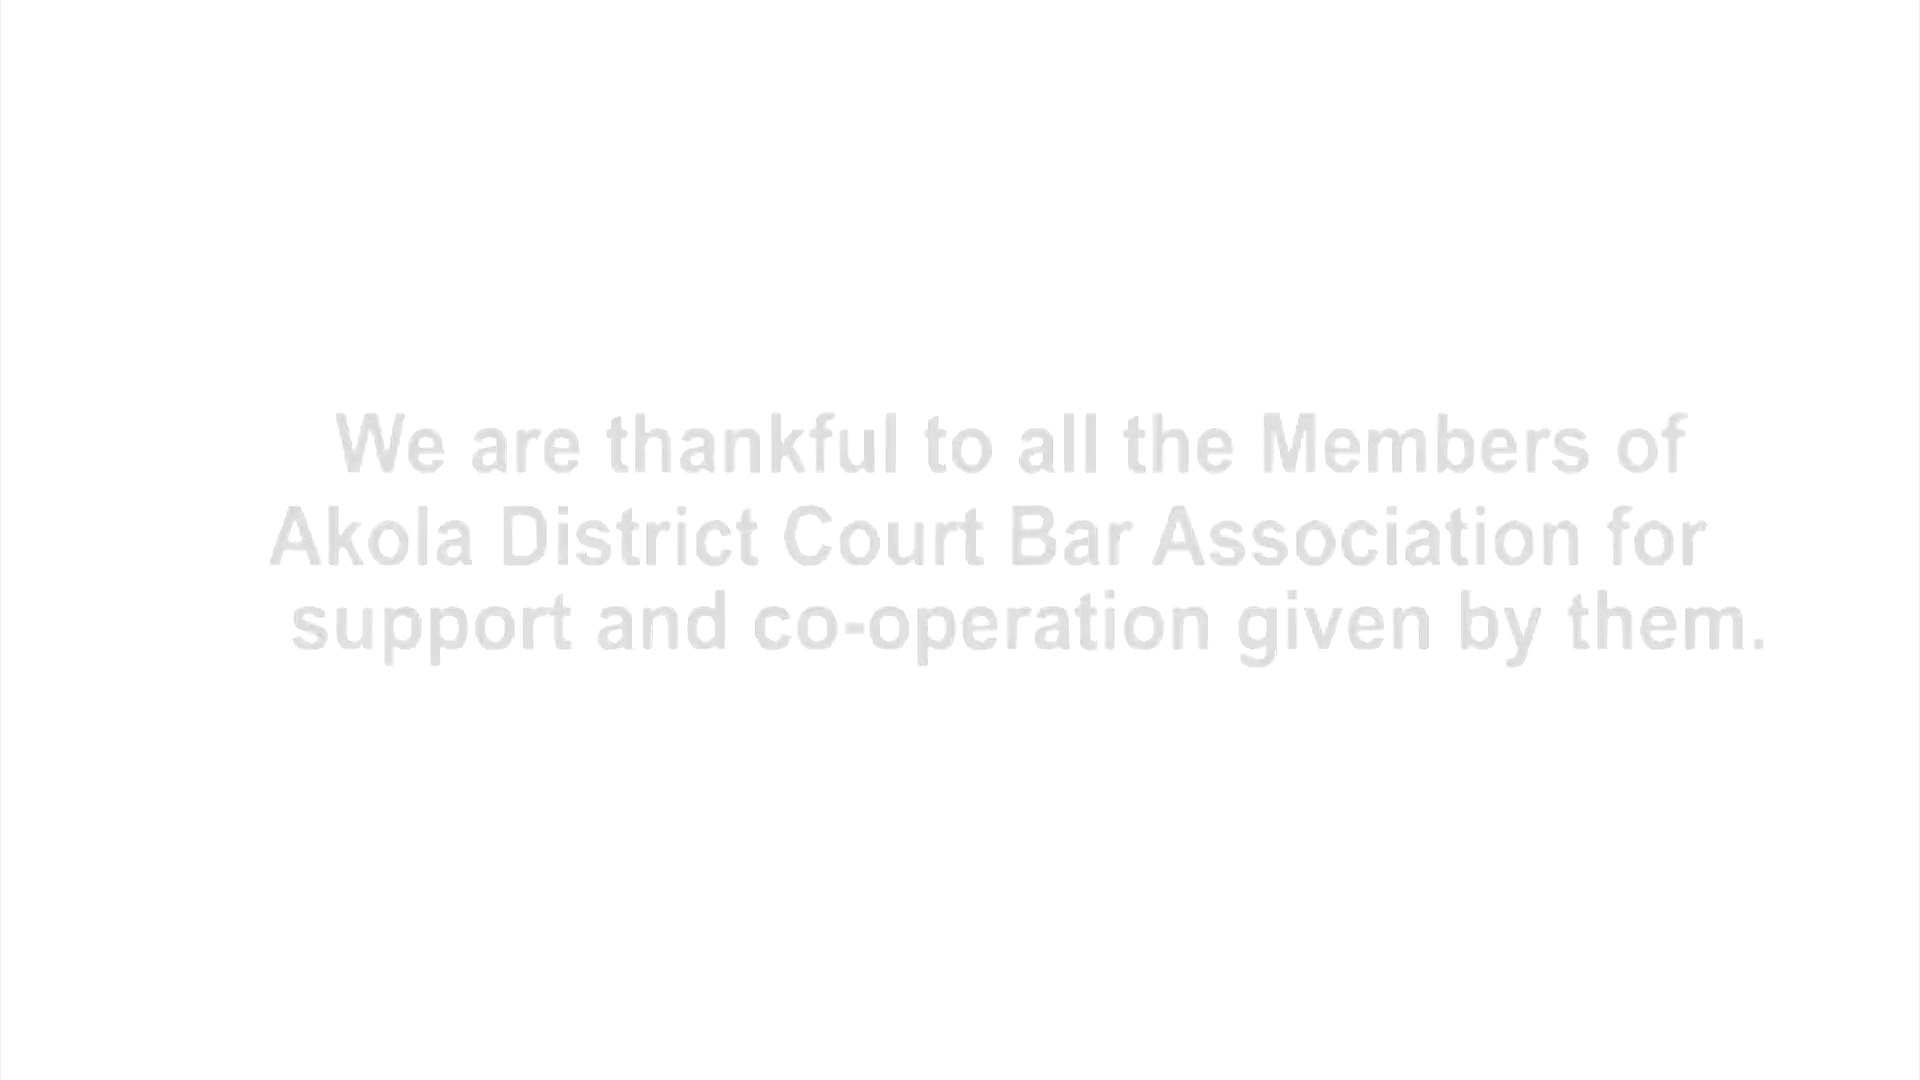 We are thankful to all the Members of
Akola District Court Bar Association for
support and co-operation given by them.